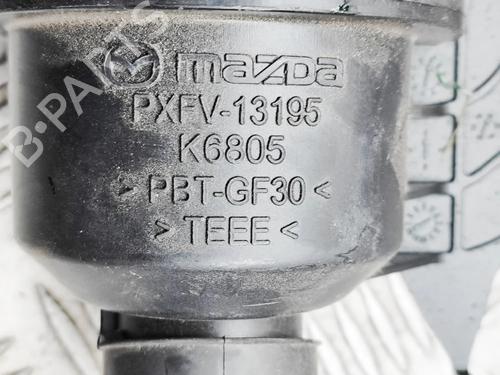 B-PARTS
mazda
PXFV-13195
K6805
> PBT-GF30 <
> TEEE <